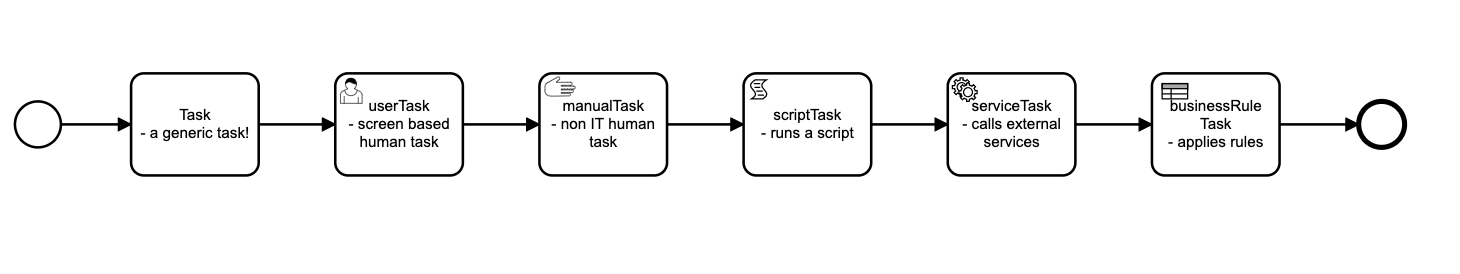 Task
- a generic task!
userTask
- screen based
human task
manualTask
- non IT human
task
scriptTask
- runs a script
serviceTask
- calls external
services
businessRule
Task
- applies rules